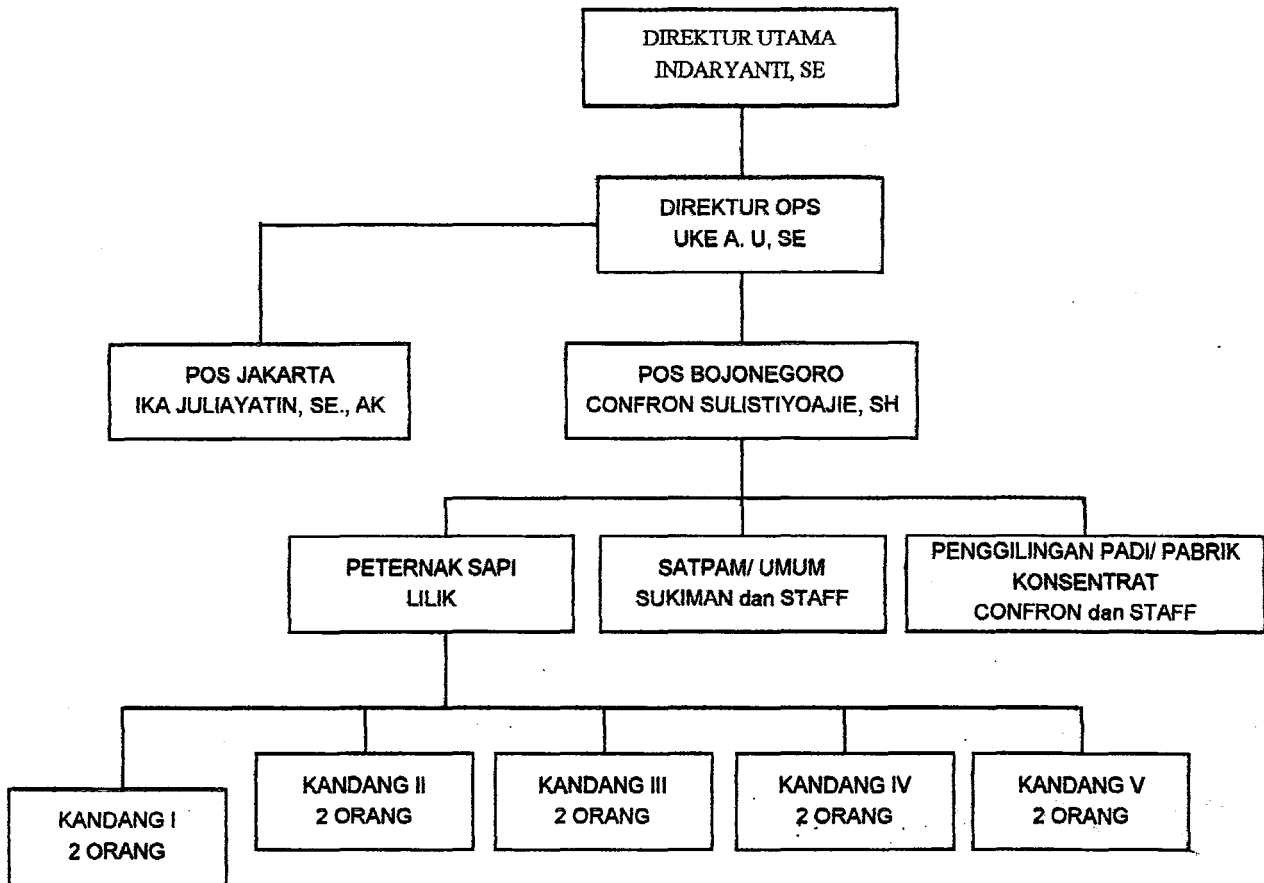 DIREKTUR UTAMA
INDARYANTI, SE
DIREKTUR OPS
UKE A. U, SE
POS JAKARTA
IKA JULIAYATIN, SE., AK
POS BOJONEGORO
CONFRON SULISTIYOAJIE, SH
PETERNAK SAPI
LILIK
SATPAM/ UMUM
SUKIMAN dan STAFF
PENGGILINGAN PADI/ PABRIK
KONSENTRAT
CONFRON dan STAFF
KANDANG I
2 ORANG
KANDANG II
2 ORANG
KANDANG III
2 ORANG
KANDANG IV
2 ORANG
KANDANG V
2 ORANG